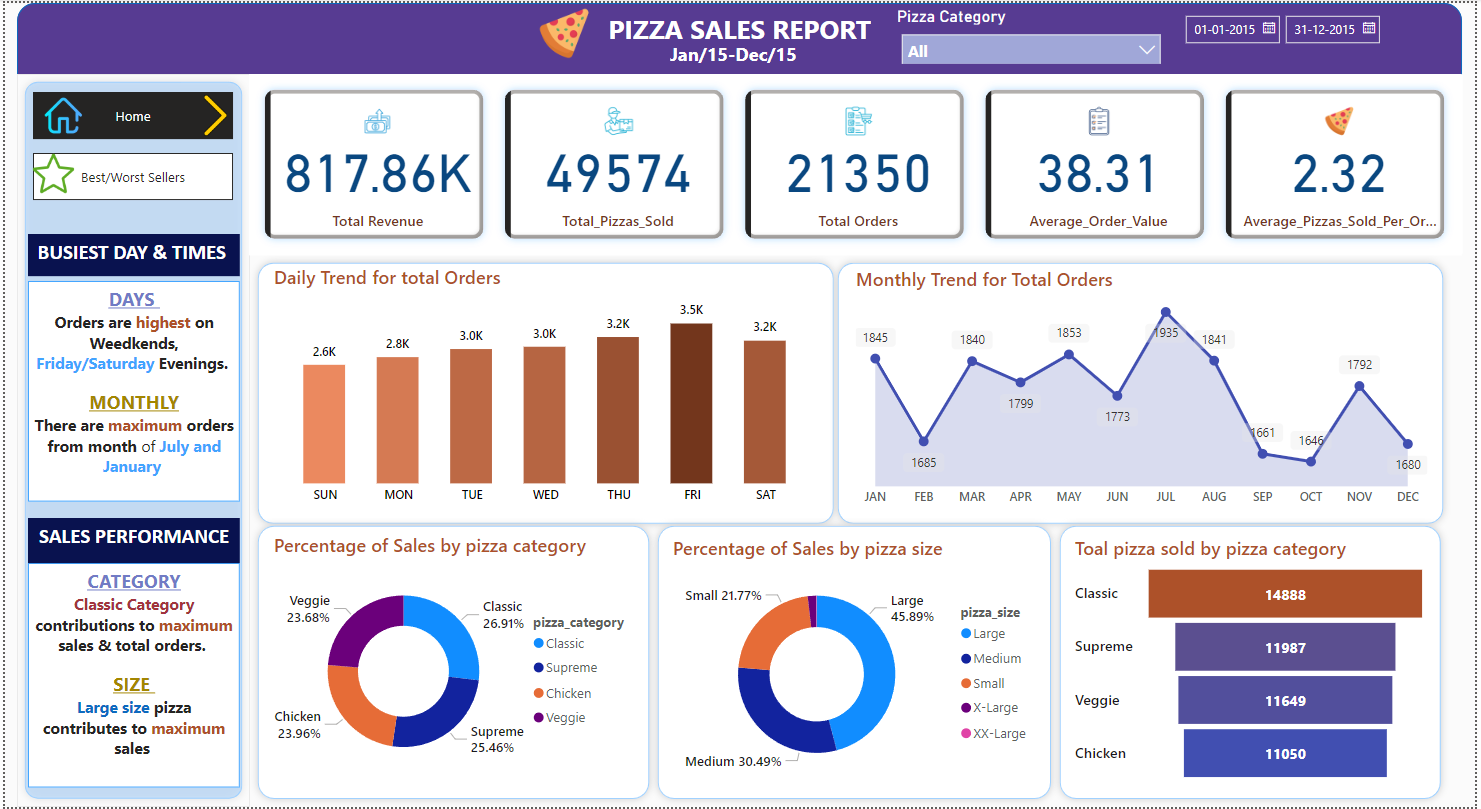 PIZZA SALES REPORT
Jan/15-Dec/15
Pizza Category
All
01-01-2015
31-12-2015
Home
Best/Worst Sellers
BUSIEST DAY & TIMES
DAYS
Orders are highest on
Weedkends,
Friday/Saturday Evenings.
MONTHLY
There are maximum orders
from month of July and
January
SALES PERFORMANCE
CATEGORY
Classic Category
contributions to maximum
sales & total orders.
SIZE
Large size pizza
contributes to maximum
sales
817.86K
Total Revenue
49574
Total_Pizzas_Sold
21350
Total Orders
38.31
Average_Order_Value
2.32
Average_Pizzas_Sold_Per_Or...
Daily Trend for total Orders
2.6K
2.8K
3.0K
3.0K
3.2K
3.5K
3.2K
SUN
MON
TUE
WED
THU
FRI
SAT
Monthly Trend for Total Orders
1845
1685
1840
1799
1853
1773
1935
1841
1661
1646
1792
1680
JAN
FEB
MAR
APR
MAY
JUN
JUL
AUG
SEP
OCT
NOV
DEC
Percentage of Sales by pizza category
Veggie
23.68%
Classic
26.91%
Chicken
23.96%
Supreme
25.46%
pizza_category
Classic
Supreme
Chicken
Veggie
Percentage of Sales by pizza size
Small 21.77%
Large
45.89%
Medium 30.49%
pizza_size
Large
Medium
Small
X-Large
XX-Large
Toal pizza sold by pizza category
Classic
14888
Supreme
11987
Veggie
11649
Chicken
11050